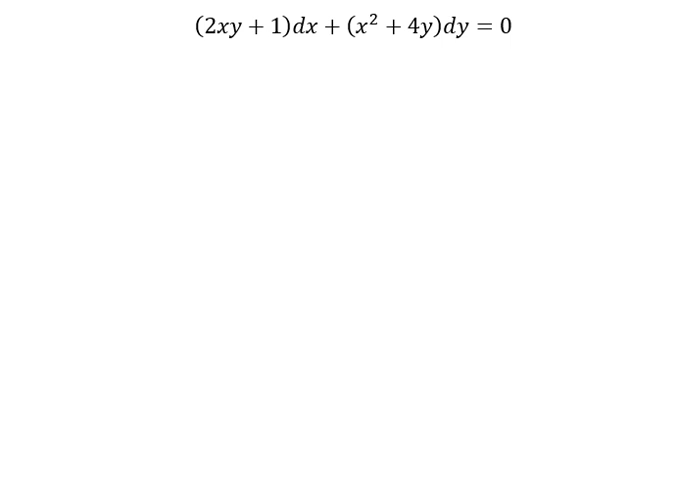 (2xy + 1)dx + (x² + 4y)dy = 0